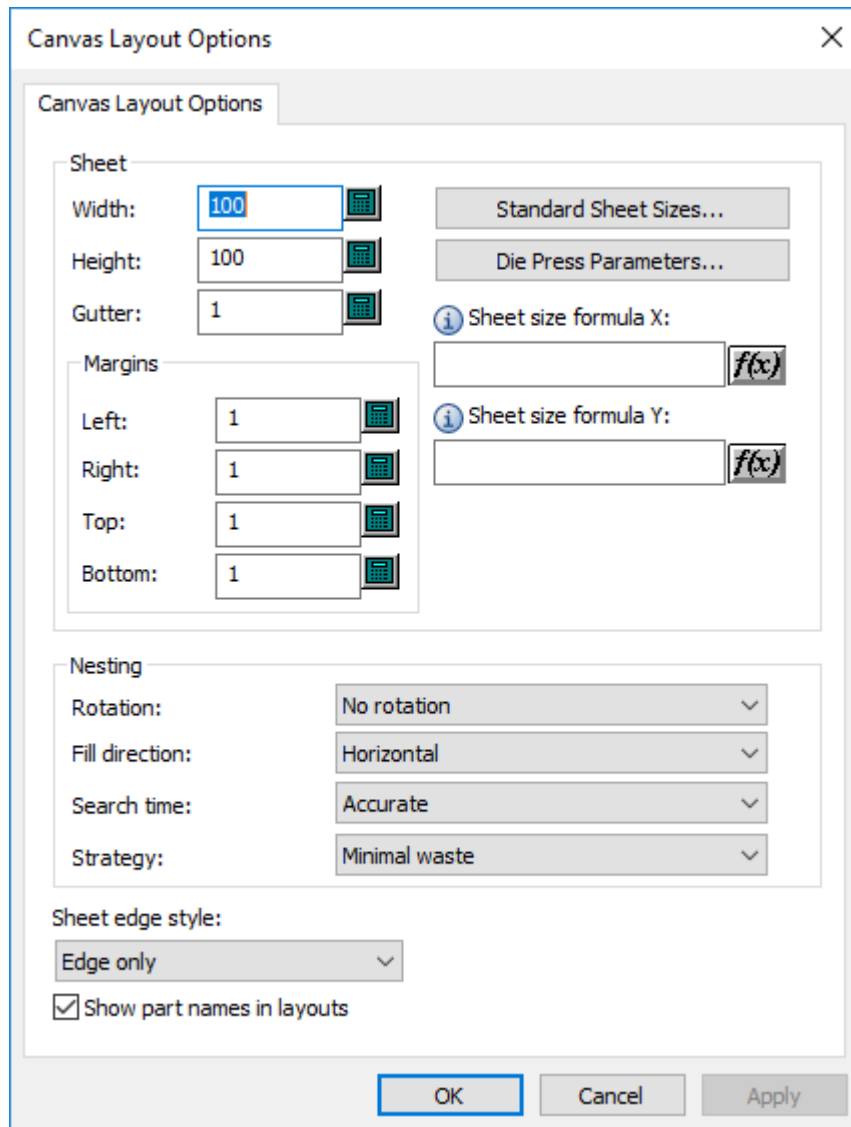 Canvas Layout Options
Canvas Layout Options
Sheet
Width: 100 Standard Sheet Sizes...
Height: 100 Die Press Parameters...
Gutter: 1 Sheet size formula X:
f(x)
Margins
Left: 1 Sheet size formula Y:
Right: 1 f(x)
Top: 1
Bottom: 1
Nesting
Rotation: No rotation
Fill direction: Horizontal
Search time: Accurate
Strategy: Minimal waste
Sheet edge style:
Edge only
Show part names in layouts
OK Cancel Apply